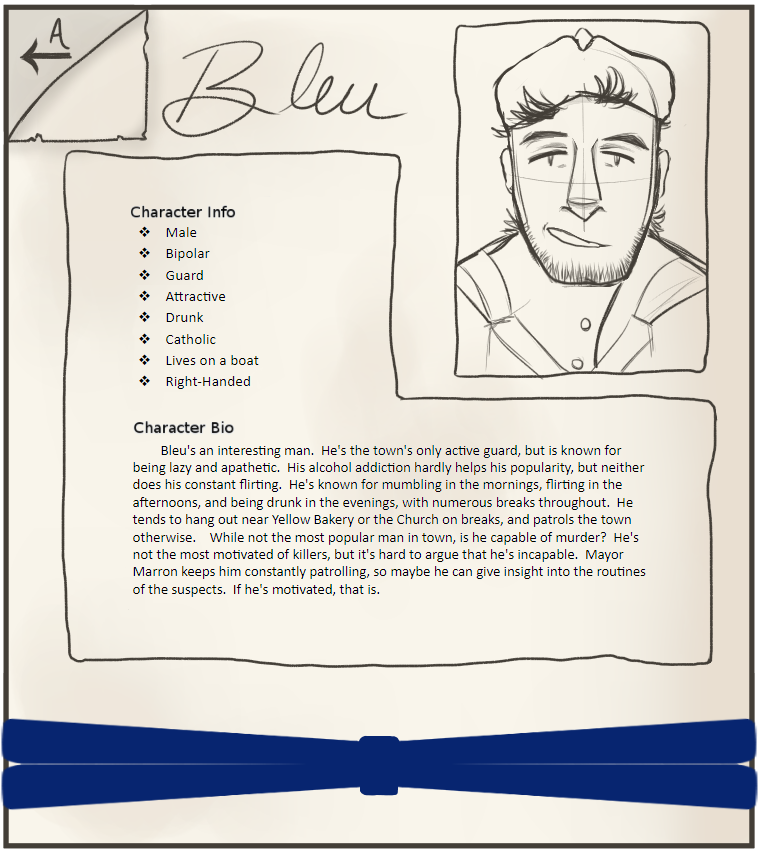 A
Bleu
Character Info
❖ Male
❖ Bipolar
❖ Guard
❖ Attractive
❖ Drunk
❖ Catholic
❖ Lives on a boat
❖ Right-Handed
Character Bio
Bleu's an interesting man. He's the town's only active guard, but is known for
being lazy and apathetic. His alcohol addiction hardly helps his popularity, but neither
does his constant flirting. He's known for mumbling in the mornings, flirting in the
afternoons, and being drunk in the evenings, with numerous breaks throughout. He
tends to hang out near Yellow Bakery or the Church on breaks, and patrols the town
otherwise. While not the most popular man in town, is he capable of murder? He's
not the most motivated of killers, but it's hard to argue that he's incapable. Mayor
Marron keeps him constantly patrolling, so maybe he can give insight into the routines
of the suspects. If he's motivated, that is.